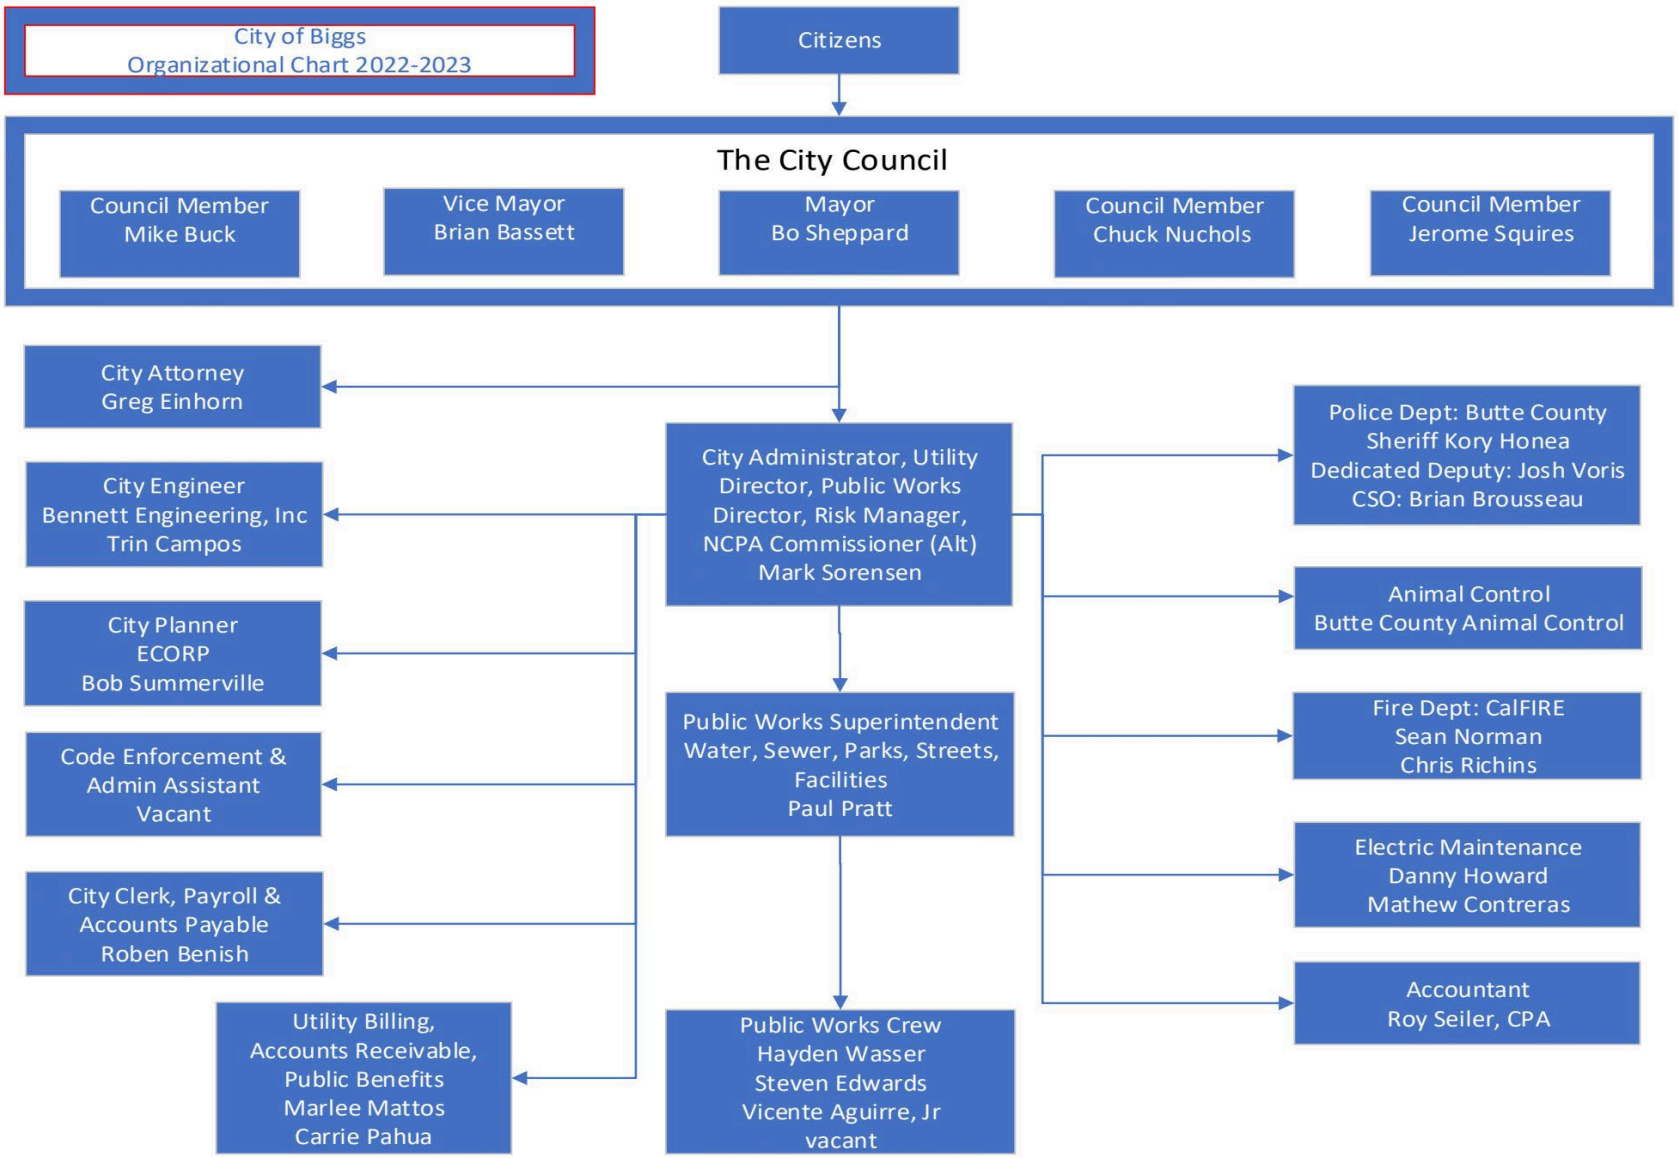 City of Biggs
Organizational Chart 2022-2023
Citizens
The City Council
Council Member
Mike Buck
Vice Mayor
Brian Bassett
Mayor
Bo Sheppard
Council Member
Chuck Nuchols
Council Member
Jerome Squires
City Attorney
Greg Einhorn
City Engineer
Bennett Engineering, Inc
Trin Campos
City Planner
ECORP
Bob Summerville
Code Enforcement &
Admin Assistant
Vacant
City Clerk, Payroll &
Accounts Payable
Roben Benish
Utility Billing,
Accounts Receivable,
Public Benefits
Marlee Mattos
Carrie Pahua
City Administrator, Utility
Director, Public Works
Director, Risk Manager,
NCPA Commissioner (Alt)
Mark Sorensen
Public Works Superintendent
Water, Sewer, Parks, Streets,
Facilities
Paul Pratt
Public Works Crew
Hayden Wasser
Steven Edwards
Vicente Aguirre, Jr
vacant
Police Dept: Butte County
Sheriff Kory Honea
Dedicated Deputy: Josh Voris
CSO: Brian Brousseau
Animal Control
Butte County Animal Control
Fire Dept: CalFIRE
Sean Norman
Chris Richins
Electric Maintenance
Danny Howard
Mathew Contreras
Accountant
Roy Seiler, CPA